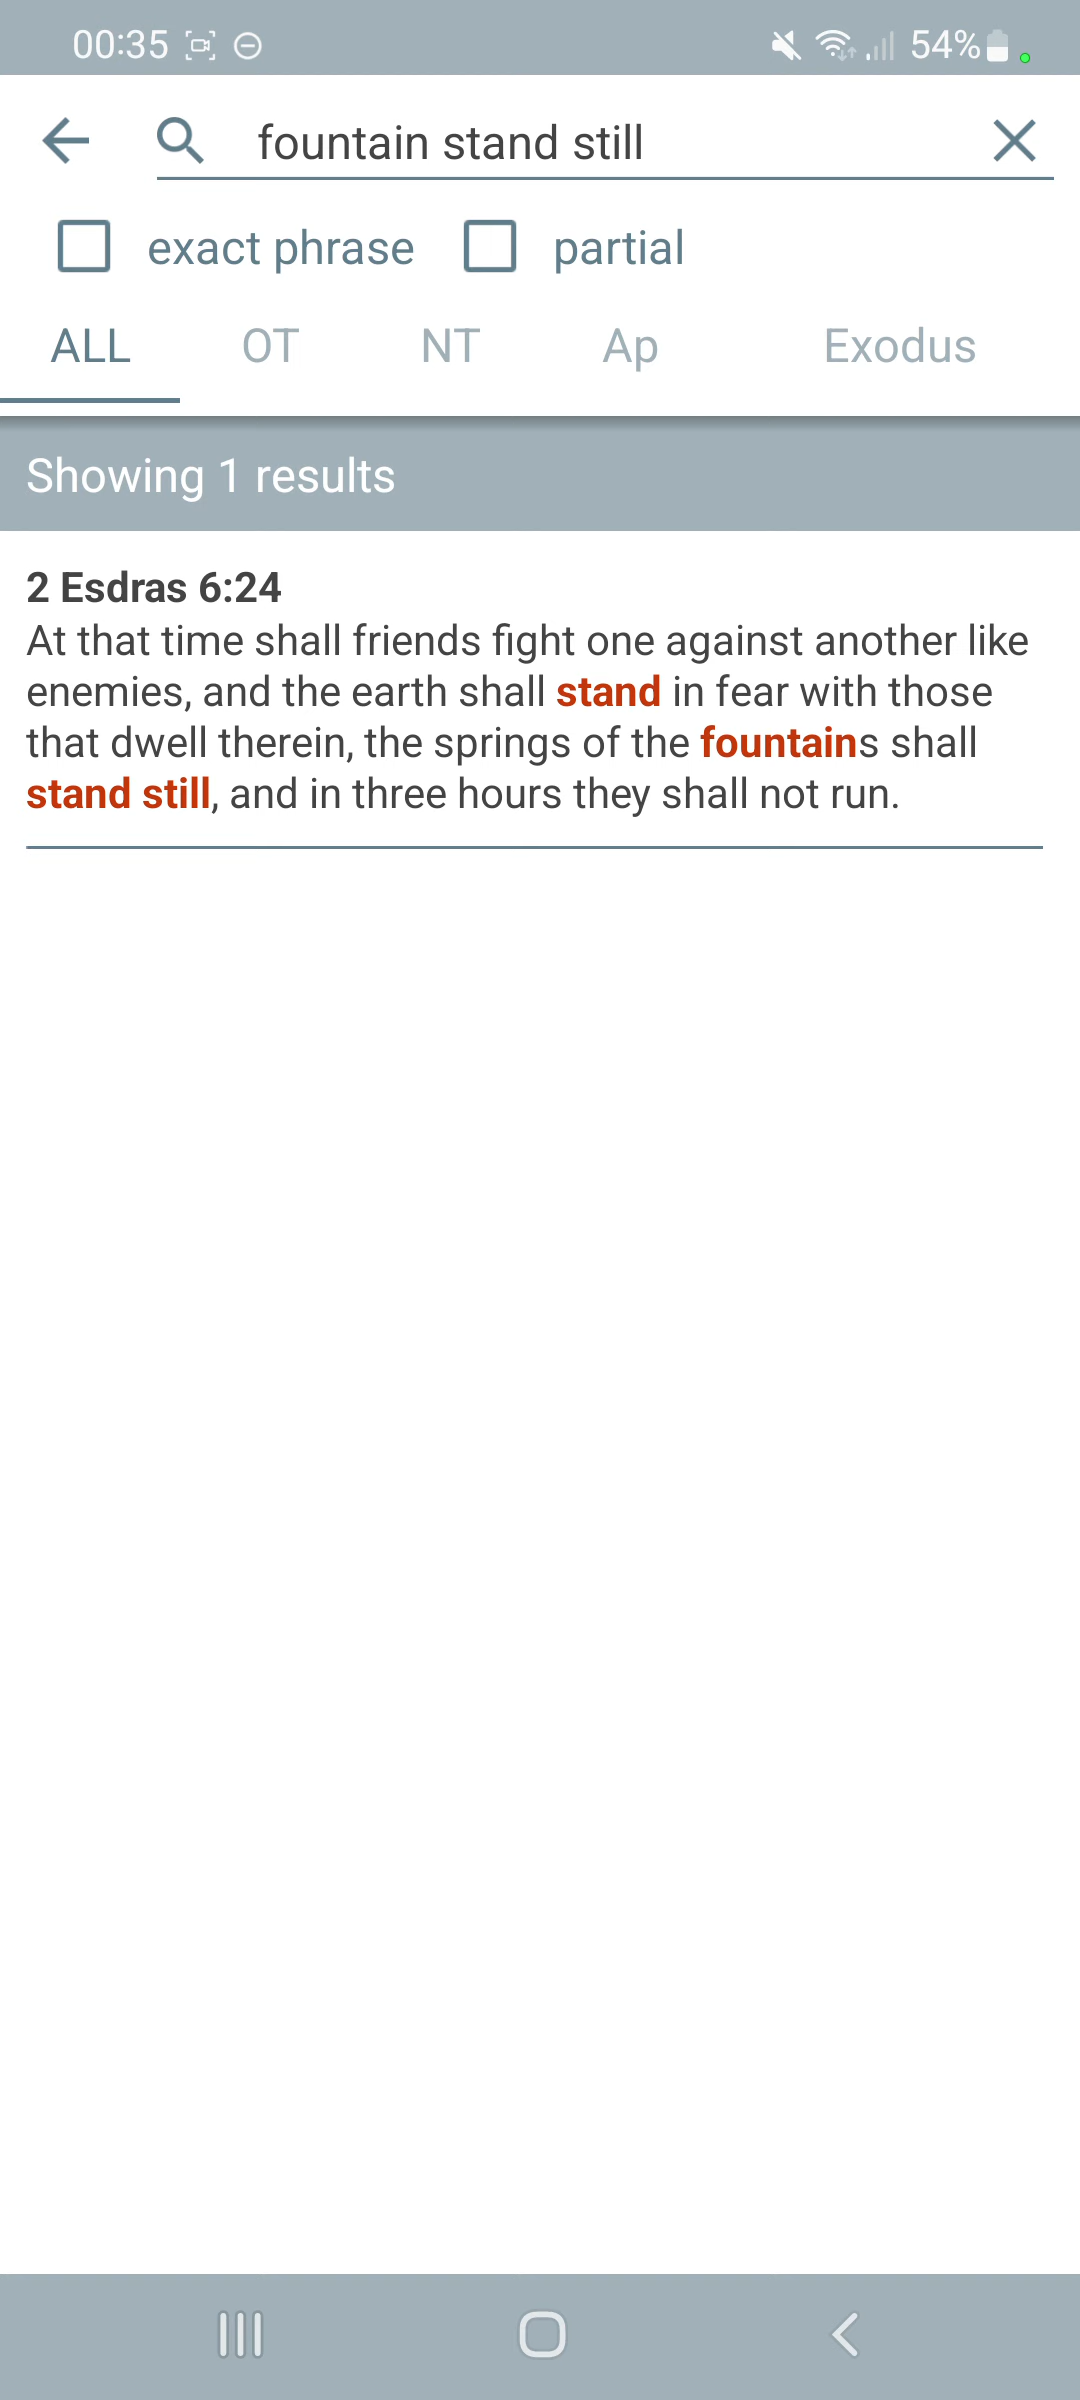 00:35 54%
fountain stand still
exact phrase partial
ALL OT NT Ap Exodus
Showing 1 results
2 Esdras 6:24
At that time shall friends fight one against another like
enemies, and the earth shall stand in fear with those
that dwell therein, the springs of the fountains shall
stand still, and in three hours they shall not run.